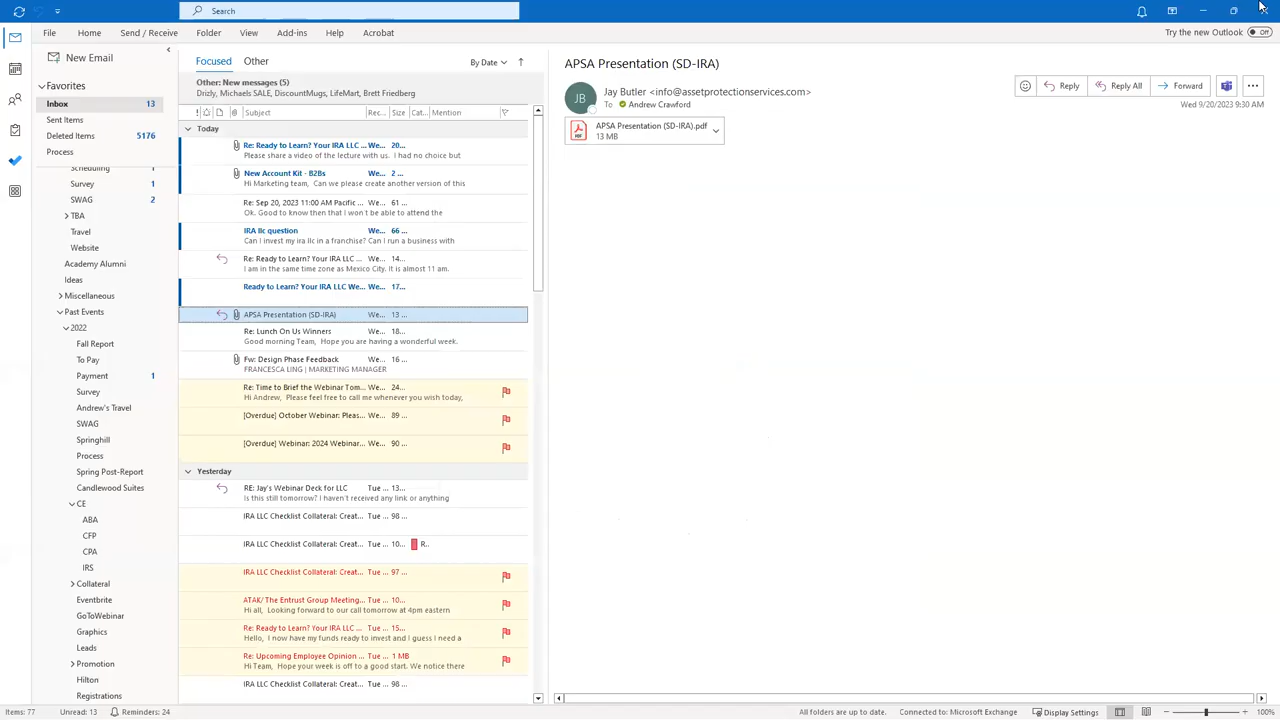 Search
File Home Send / Receive Folder View Add-ins Help Acrobat
Try the new Outlook Off
New Email
Favorites
Inbox 13
Sent Items
Deleted Items 5176
Process
Scheduling 1
Survey 1
SWAG 2
TBA
Travel
Website
Academy Alumni
Ideas
Miscellaneous
Past Events
2022
Fall Report
To Pay
Payment 1
Survey
Andrew's Travel
SWAG
Springhill
Process
Spring Post-Report
Candlewood Suites
CE
ABA
CFP
CPA
IRS
Collateral
Eventbrite
GoToWebinar
Graphics
Leads
Promotion
Hilton
Registrations
Focused Other By Date
Other: New messages (5)
Drizly, Michaels SALE, DiscountMugs, LifeMart, Brett Friedberg
Subject Rec... Size Cat... Mention
Today
Re: Ready to Learn? Your IRA LLC ... We... 20...
Please share a video of the lecture with us. I had no choice but
New Account Kit - B2Bs We... 2 ...
Hi Marketing team, Can we please create another version of this
Re: Sep 20, 2023 11:00 AM Pacific ... We... 61 ...
Ok. Good to know then that I won't be able to attend the
IRA llc question We... 66 ...
Can I invest my ira llc in a franchise? Can I run a business with
Re: Ready to Learn? Your IRA LLC ... We... 14...
I am in the same time zone as Mexico City. It is almost 11 am.
Ready to Learn? Your IRA LLC We... We... 17...
APSA Presentation (SD-IRA) We... 13 ...
Re: Lunch On Us Winners We... 18...
Good morning Team, Hope you are having a wonderful week.
Fw: Design Phase Feedback We... 16 ...
FRANCESCA LING | MARKETING MANAGER
Re: Time to Brief the Webinar Tom... We... 24...
Hi Andrew, Please feel free to call me whenever you wish today,
[Overdue] October Webinar: Pleas... We... 89 ...
[Overdue] Webinar: 2024 Webinar... We... 90 ...
Yesterday
RE: Jay's Webinar Deck for LLC Tue ... 13...
Is this still tomorrow? I haven't received any link or anything
IRA LLC Checklist Collateral: Creat... Tue ... 98 ...
IRA LLC Checklist Collateral: Creat... Tue ... 10... R..
IRA LLC Checklist Collateral: Creat... Tue ... 97 ...
ATAK/ The Entrust Group Meeting... Tue ... 10...
Hi all, Looking forward to our call tomorrow at 4pm eastern
Re: Ready to Learn? Your IRA LLC ... Tue ... 15...
Hello, I now have my funds ready to invest and I guess I need a
Re: Upcoming Employee Opinion ... Tue ... 1 MB
Hi Team, Hope your week is off to a good start. We notice there
IRA LLC Checklist Collateral: Creat... Tue ... 98 ...
APSA Presentation (SD-IRA)
JB
Jay Butler <info@assetprotectionservices.com>
To Andrew Crawford
Reply Reply All Forward
Wed 9/20/2023 9:30 AM
PDF
APSA Presentation (SD-IRA).pdf
13 MB
Items: 77 Unread: 13 Reminders: 24 All folders are up to date. Connected to: Microsoft Exchange Display Settings 100%